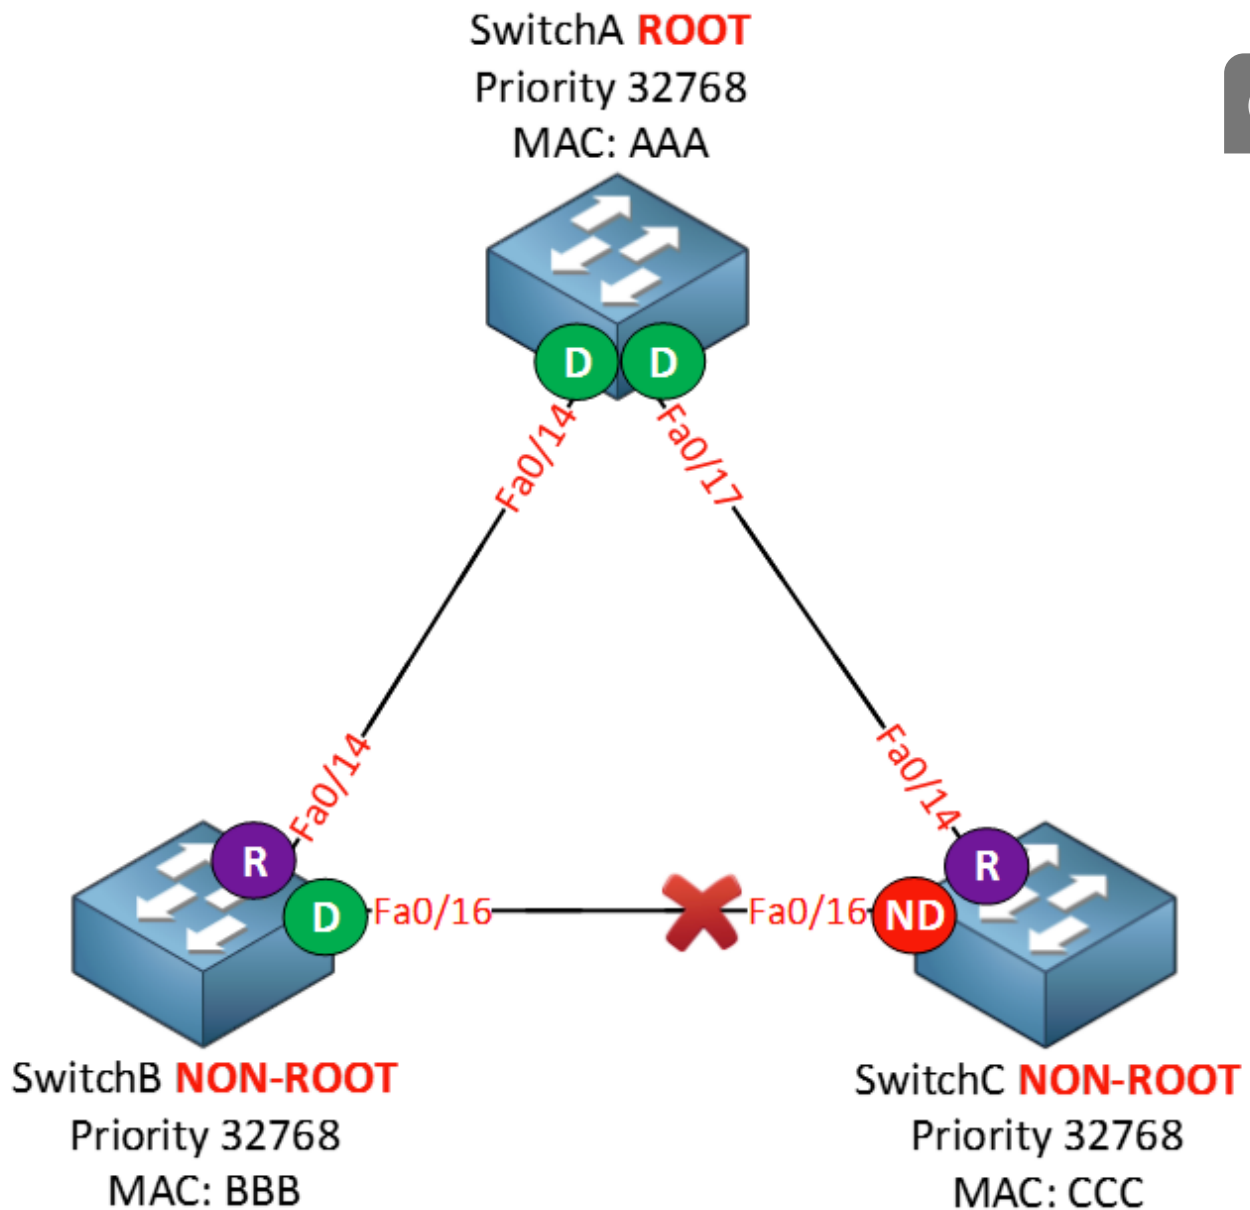 SwitchA ROOT
Priority 32768
MAC: AAA
D D
Fa0/14 Fa0/17
Fa0/14 Fa0/14
R R
D Fa0/16 Fa0/16 ND
SwitchB NON-ROOT
Priority 32768
MAC: BBB
SwitchC NON-ROOT
Priority 32768
MAC: CCC